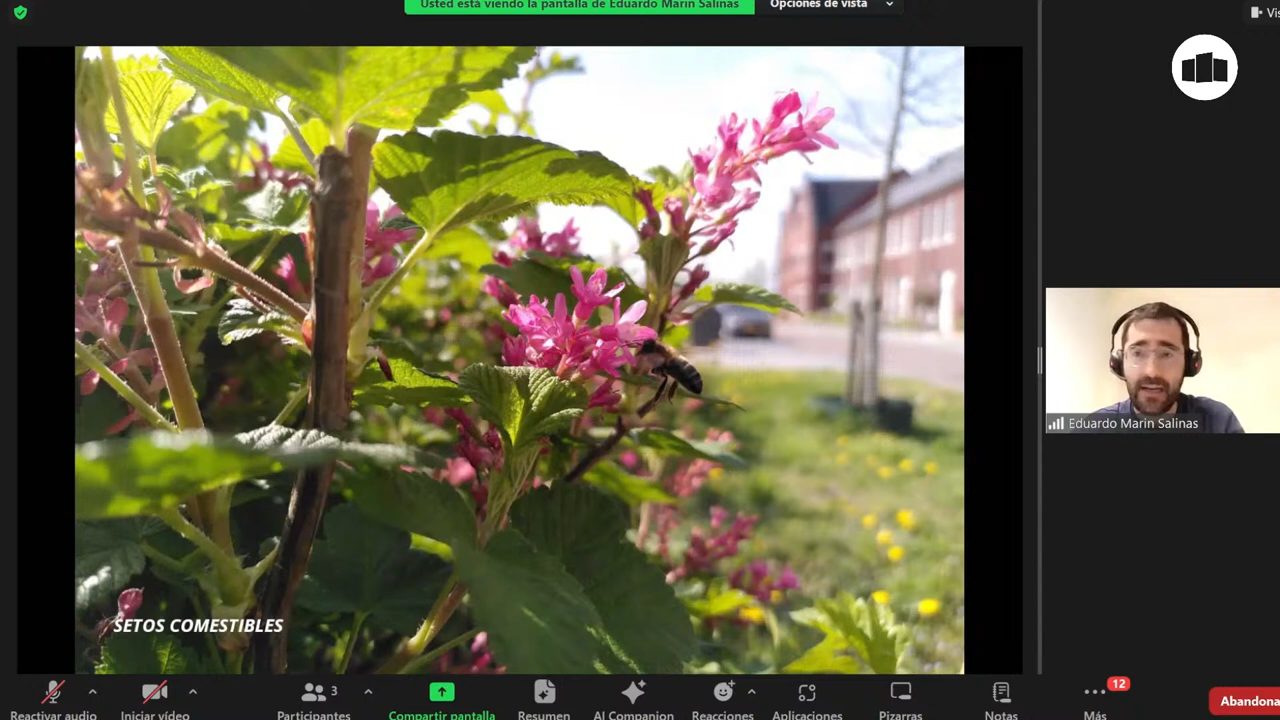 Usted está viendo la pantalla de Eduardo Marin Salinas
Opciones de vista
Vis
Eduardo Marin Salinas
SETOS COMESTIBLES
3
12
Reactivar audio
Iniciar vídeo
Participantes
Compartir pantalla
Resumen
AI Companion
Reacciones
Aplicaciones
Pizarras
Notas
Más
Abandona